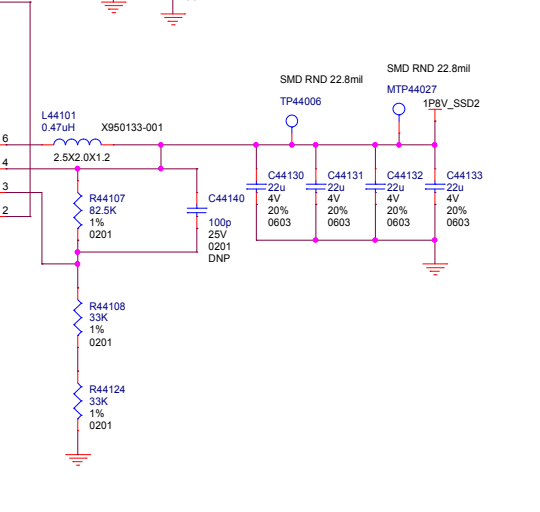 SMD RND 22.8mil
MTP44027
SMD RND 22.8mil
TP44006
1P8V_SSD2
L44101
0.47uH
X950133-001
2.5X2.0X1.2
6
4
3
2
R44107
82.5K
1%
0201
C44140
100p
25V
0201
DNP
C44130
22u
4V
20%
0603
C44131
22u
4V
20%
0603
C44132
22u
4V
20%
0603
C44133
22u
4V
20%
0603
R44108
33K
1%
0201
R44124
33K
1%
0201